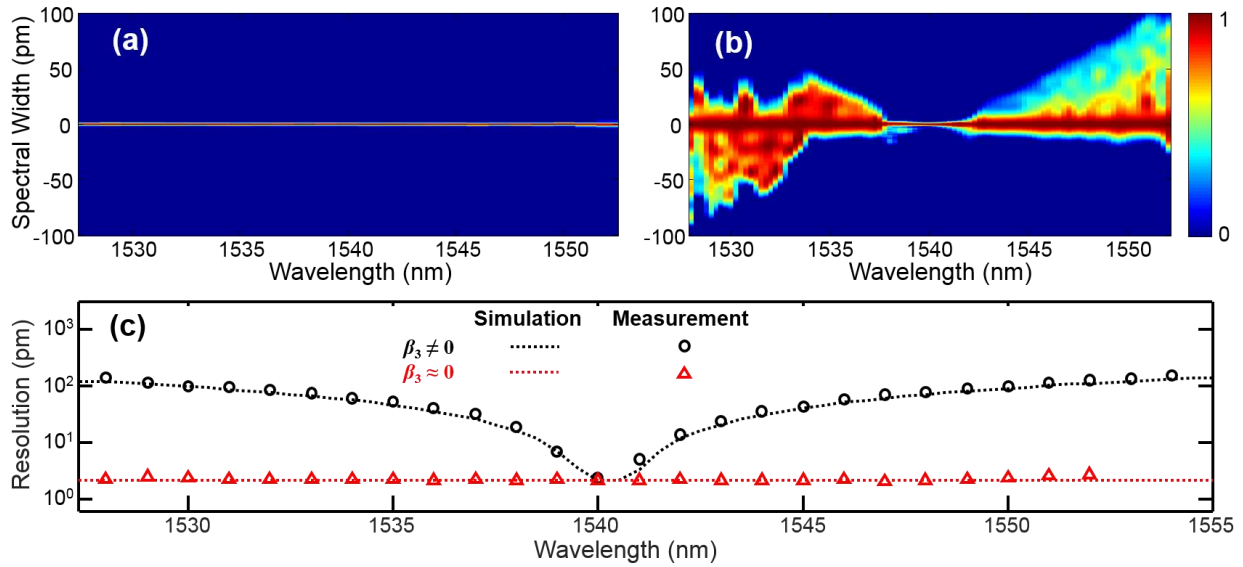 (a)
(b)
Spectral Width (pm)
100
50
0
-50
-100
1530
1535
1540
1545
1550
Wavelength (nm)
100
50
0
-50
-100
1530
1535
1540
1545
1550
Wavelength (nm)
1
0
(c)
Simulation Measurement
β₃ ≠ 0
β₃ ≈ 0
Resolution (pm)
10³
10²
10¹
10⁰
1530
1535
1540
1545
1550
1555
Wavelength (nm)